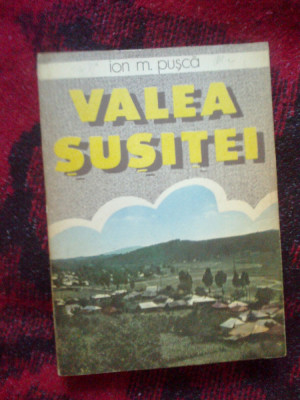 ion m. pușcă
VALEA
ȘUȘIȚEI